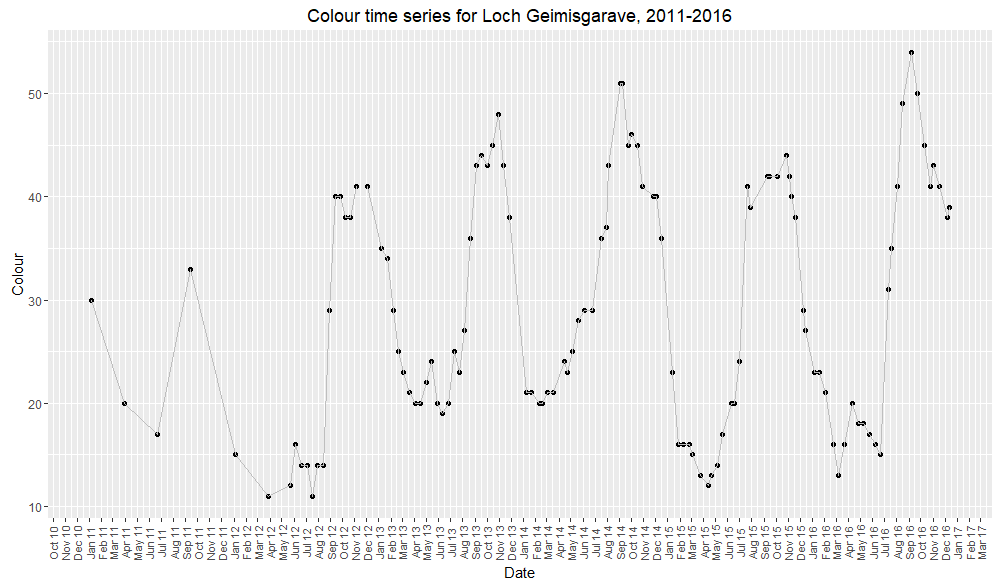 Colour time series for Loch Geimisgarave, 2011-2016
Colour
50
40
30
20
10
Oct 10
Nov 10
Dec 10
Jan 11
Feb 11
Mar 11
Apr 11
May 11
Jun 11
Jul 11
Aug 11
Sep 11
Oct 11
Nov 11
Dec 11
Jan 12
Feb 12
Mar 12
Apr 12
May 12
Jun 12
Jul 12
Aug 12
Sep 12
Oct 12
Nov 12
Dec 12
Jan 13
Feb 13
Mar 13
Apr 13
May 13
Jun 13
Jul 13
Aug 13
Sep 13
Oct 13
Nov 13
Dec 13
Jan 14
Feb 14
Mar 14
Apr 14
May 14
Jun 14
Jul 14
Aug 14
Sep 14
Oct 14
Nov 14
Dec 14
Jan 15
Feb 15
Mar 15
Apr 15
May 15
Jun 15
Jul 15
Aug 15
Sep 15
Oct 15
Nov 15
Dec 15
Jan 16
Feb 16
Mar 16
Apr 16
May 16
Jun 16
Jul 16
Aug 16
Sep 16
Oct 16
Nov 16
Dec 16
Jan 17
Feb 17
Mar 17
Date